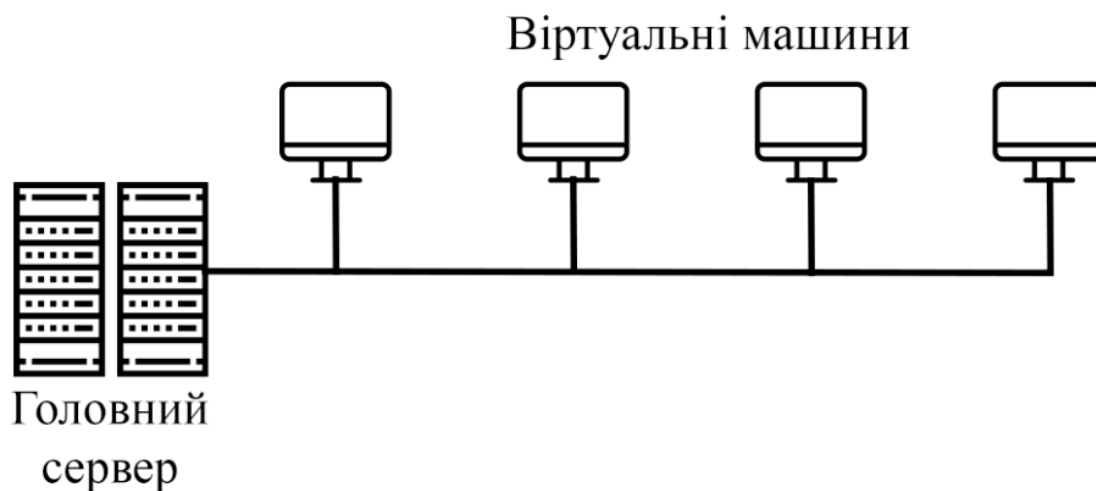 Віртуальні машини
Головний
сервер